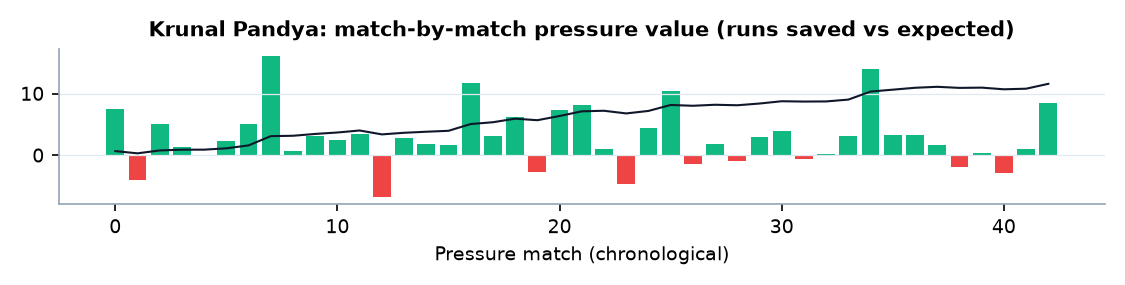 Krunal Pandya: match-by-match pressure value (runs saved vs expected)
10
0
0 10 20 30 40
Pressure match (chronological)